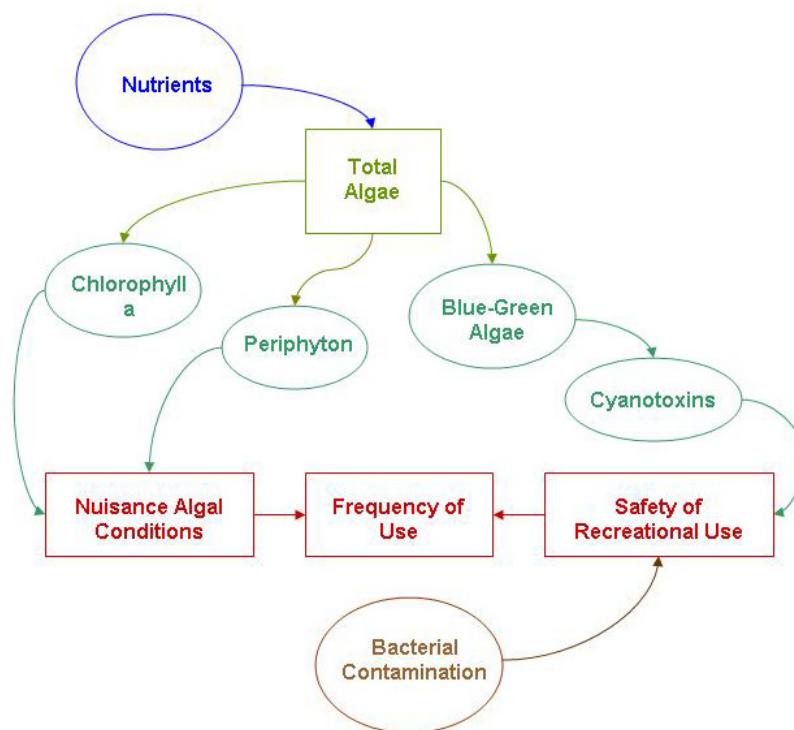 Nutrients
Total
Algae
Chlorophyll
a
Periphyton
Blue-Green
Algae
Cyanotoxins
Nuisance Algal
Conditions
Frequency of
Use
Safety of
Recreational Use
Bacterial
Contamination